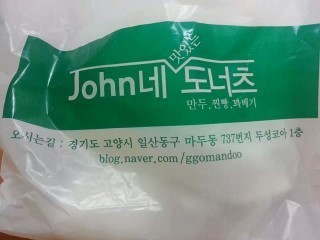 맛있는
John네 도너츠
만두.찐빵.꽈배기
오시는길 : 경기도 고양시 일산동구 마두동 737번지 두성코아 1층
blog.naver.com/ggomandoo